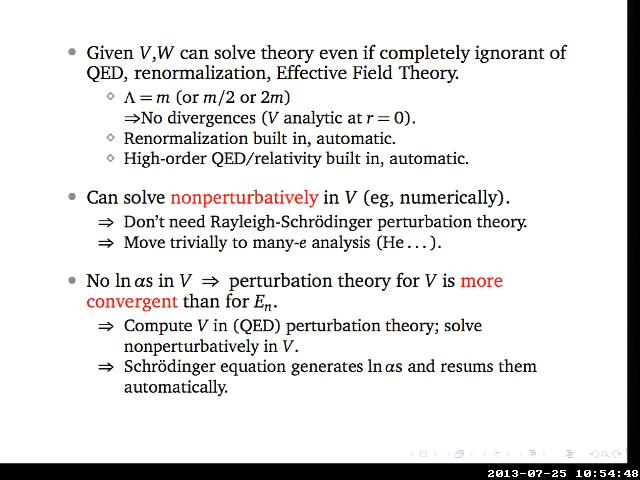 • Given V,W can solve theory even if completely ignorant of
QED, renormalization, Effective Field Theory.
⋄ Λ = m (or m/2 or 2m)
⇒No divergences (V analytic at r = 0).
⋄ Renormalization built in, automatic.
⋄ High-order QED/relativity built in, automatic.
• Can solve nonperturbatively in V (eg, numerically).
⇒ Don't need Rayleigh-Schrödinger perturbation theory.
⇒ Move trivially to many-e analysis (He...).
• No ln αs in V ⇒ perturbation theory for V is more
convergent than for Eₙ.
⇒ Compute V in (QED) perturbation theory; solve
nonperturbatively in V.
⇒ Schrödinger equation generates ln αs and resums them
automatically.
2013-07-25 10:54:48